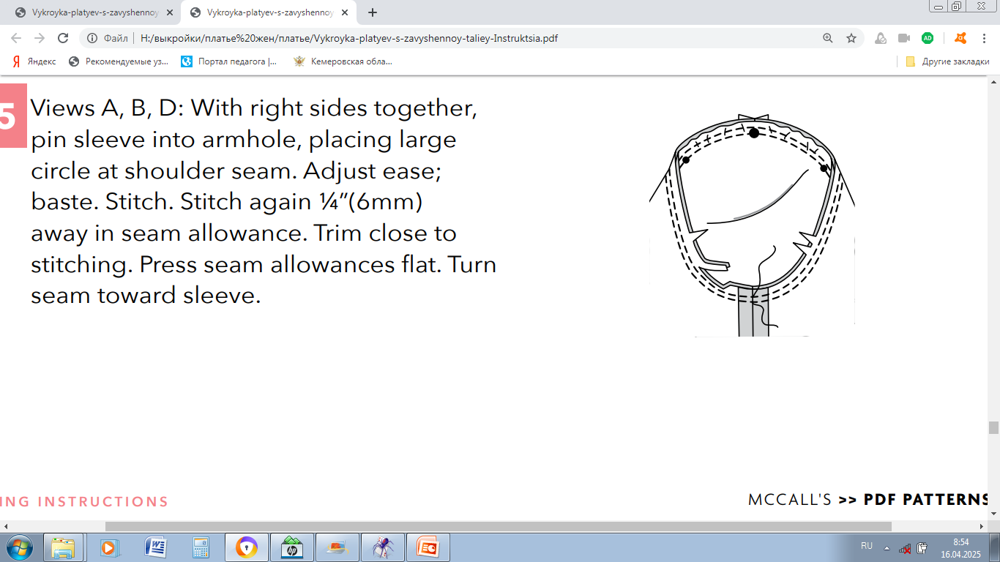 Vykroyka-platyev-s-zavyshennoy
Vykroyka-platyev-s-zavyshennoy
Файл
H:/выкройки/платье%20жен/платье/Vykroyka-platyev-s-zavyshennoy-taliey-Instruktsia.pdf
Яндекс
Рекомендуемые уз...
Портал педагога |...
Кемеровская обла...
Другие закладки
5
Views A, B, D: With right sides together,
pin sleeve into armhole, placing large
circle at shoulder seam. Adjust ease;
baste. Stitch. Stitch again ¼”(6mm)
away in seam allowance. Trim close to
stitching. Press seam allowances flat. Turn
seam toward sleeve.
ING INSTRUCTIONS
MCCALL'S >> PDF PATTERNS
RU
8:54
16.04.2025